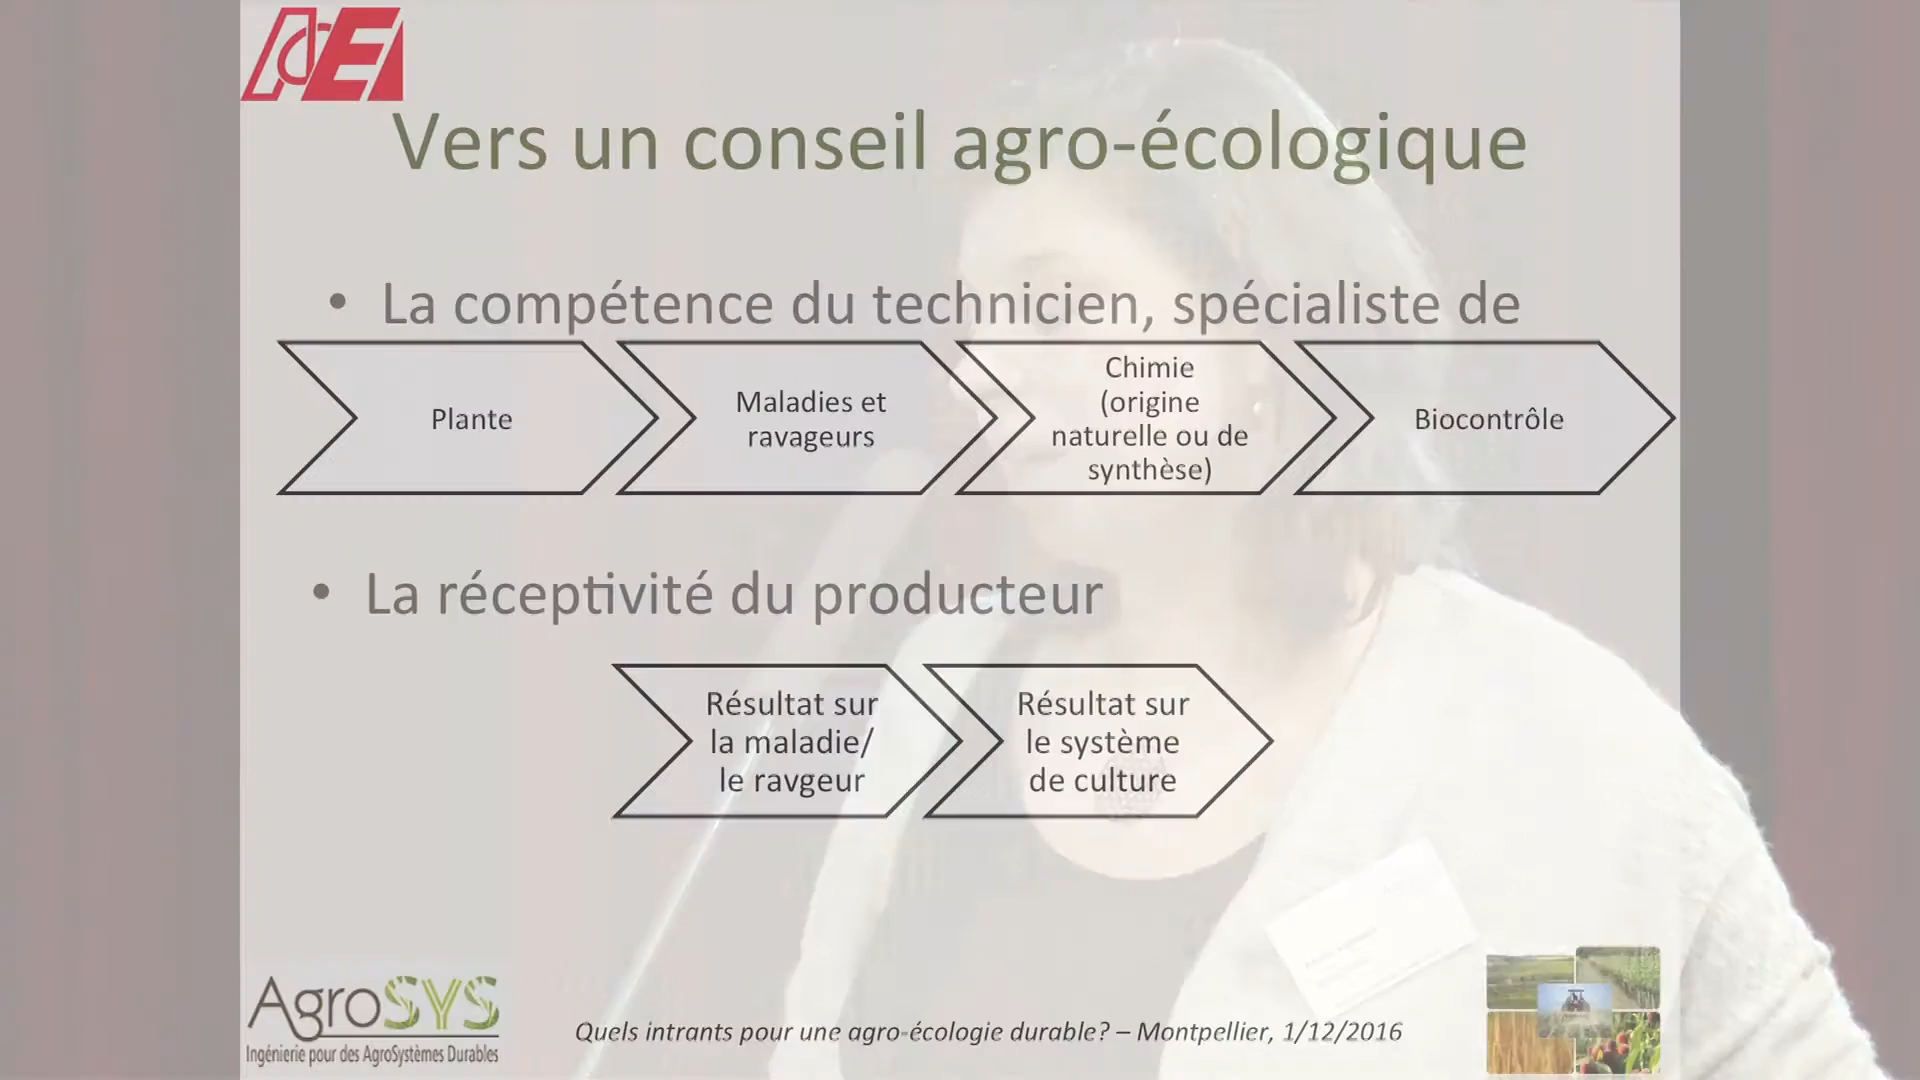 AcEI
Vers un conseil agro-écologique
• La compétence du technicien, spécialiste de
Plante
Maladies et
ravageurs
Chimie
(origine
naturelle ou de
synthèse)
Biocontrôle
• La réceptivité du producteur
Résultat sur
la maladie/
le ravgeur
Résultat sur
le système
de culture
AgroSYS
Ingénierie pour des AgroSystèmes Durables
Quels intrants pour une agro-écologie durable? – Montpellier, 1/12/2016